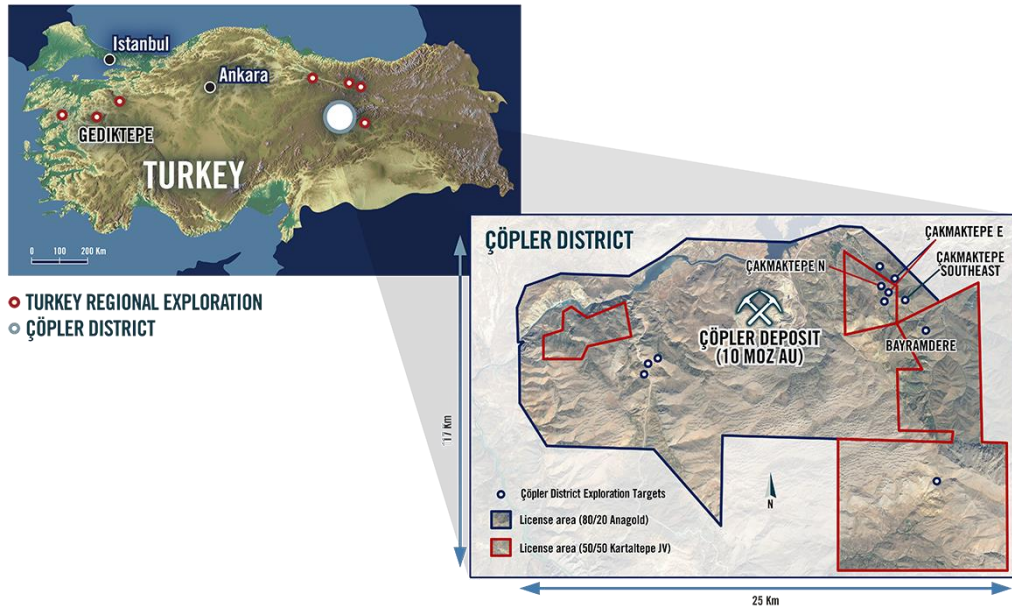 Istanbul
Ankara
GEDIKTEPE
TURKEY
0 100 200 Km
TURKEY REGIONAL EXPLORATION
ÇÖPLER DISTRICT
ÇÖPLER DISTRICT
ÇAKMAKTEPE E
ÇAKMAKTEPE N
ÇAKMAKTEPE
SOUTHEAST
ÇÖPLER DEPOSIT
(10 MOZ AU)
BAYRAMDERE
17 Km
N
Çöpler District Exploration Targets
License area (80/20 Anagold)
License area (50/50 Kartaltepe JV)
25 Km